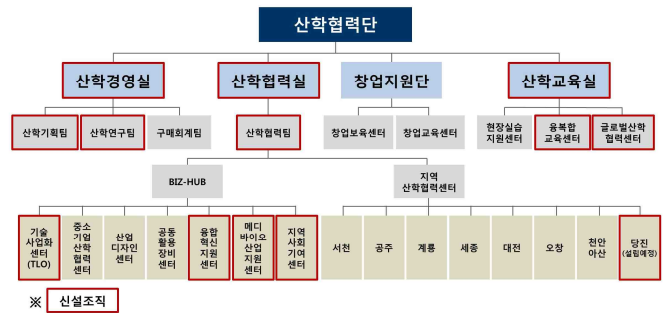 산학협력단
산학경영실
산학협력실
창업지원단
산학교육실
산학기획팀
산학연구팀
구매회계팀
산학협력팀
창업보육센터
창업교육센터
현장실습
지원센터
융복합
교육센터
글로벌산학
협력센터
BIZ-HUB
지역
산학협력센터
기술
사업화
센터
(TLO)
중소
기업
산학
협력
센터
산업
디자인
센터
공동
활용
장비
센터
융합
혁신
지원
센터
메디
바이오
산업
지원
센터
지역
사회
기여
센터
서천
공주
계룡
세종
대전
오창
천안
아산
당진
(설립예정)
※ 신설조직